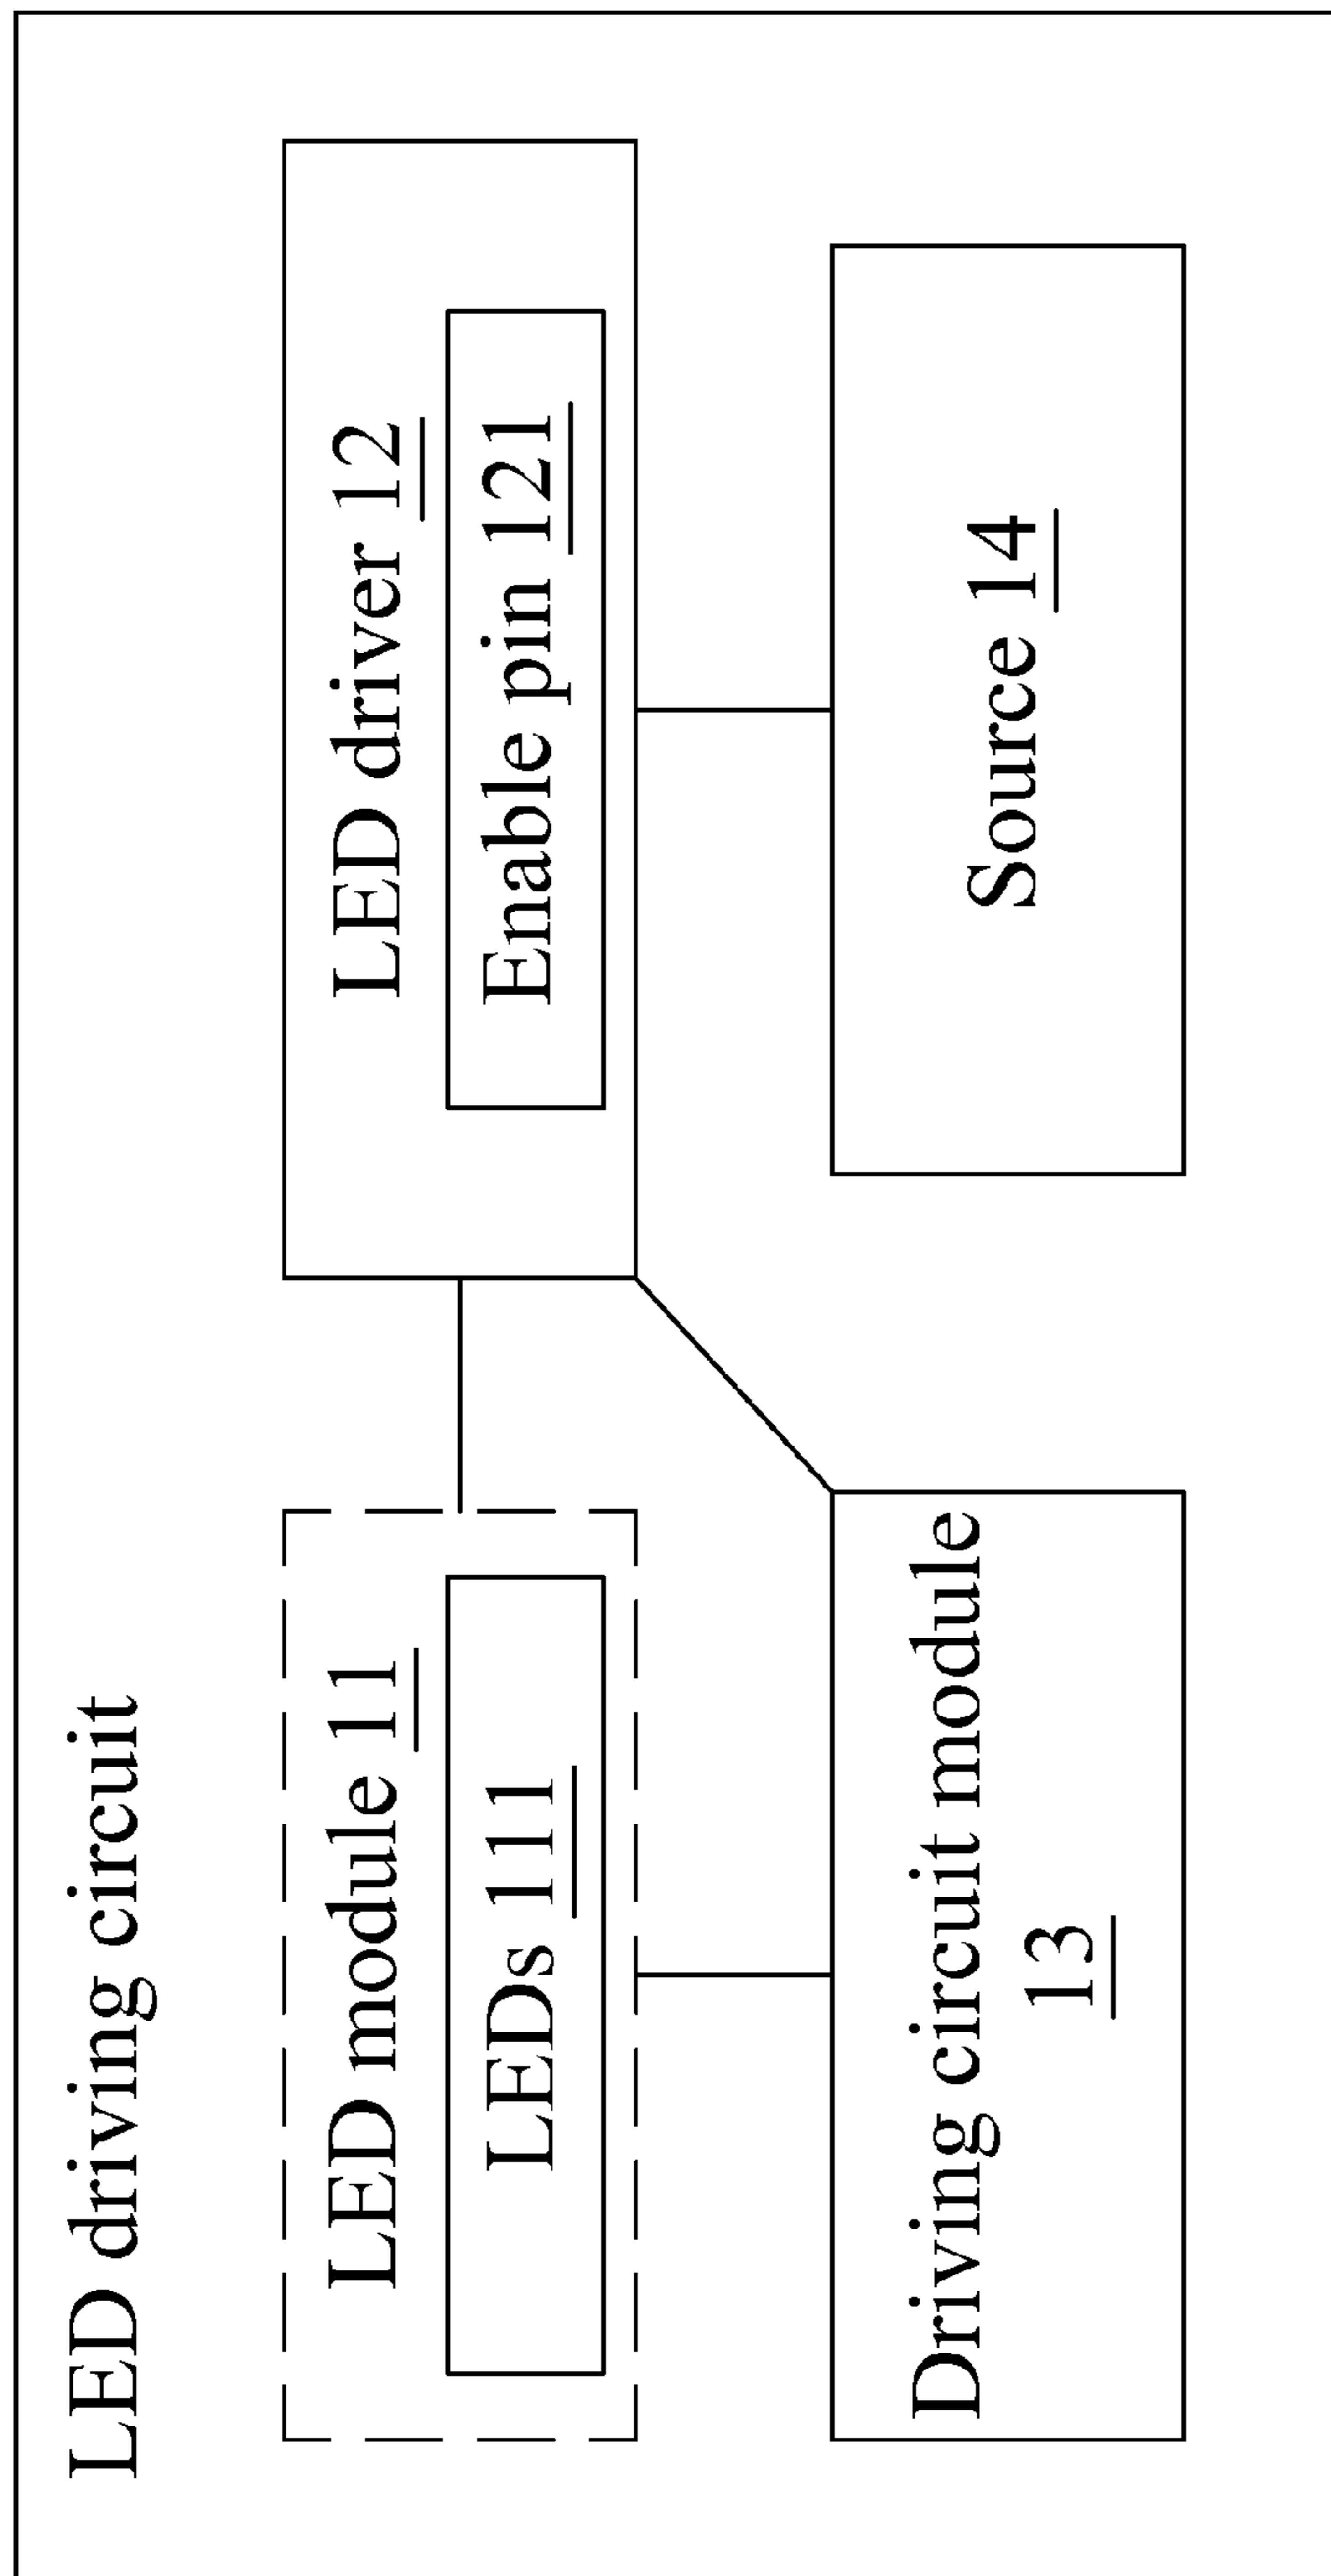 LED driving circuit
LED module 11
LEDs 111
LED driver 12
Enable pin 121
Driving circuit module
13
Source 14